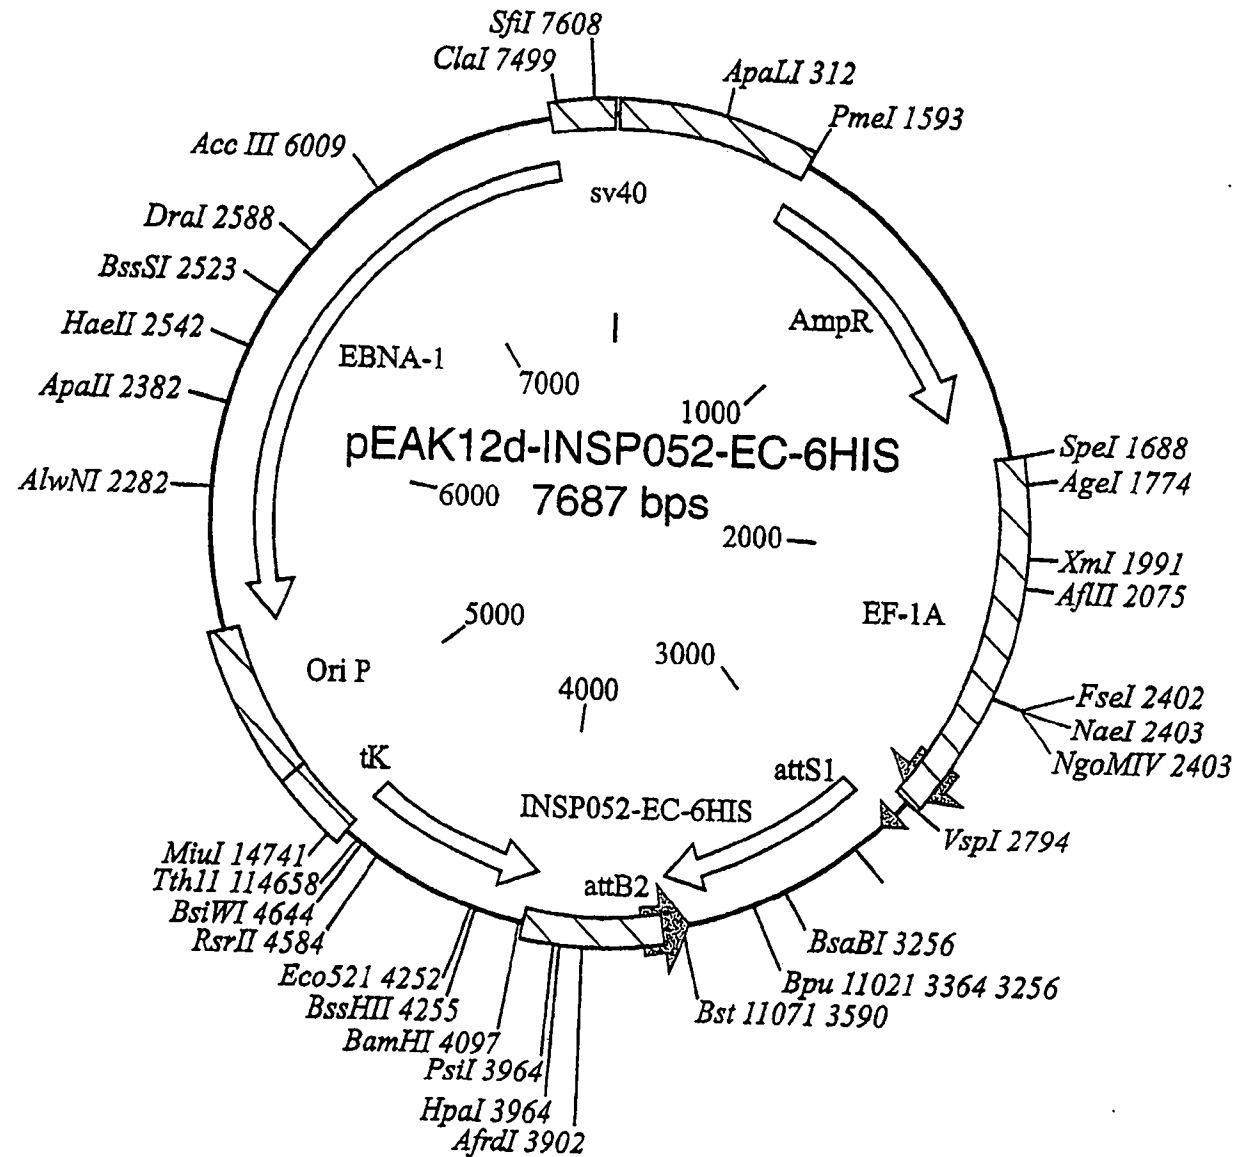 SfiI 7608
ClaI 7499
ApaLI 312
PmeI 1593
Acc III 6009
sv40
DraI 2588
BssSI 2523
HaeII 2542
AmpR
EBNA-1
7000
ApaII 2382
1000
pEAK12d-INSP052-EC-6HIS
SpeI 1688
AlwNI 2282
6000
7687 bps
AgeI 1774
2000
XmI 1991
AflII 2075
5000
EF-1A
Ori P
3000
4000
FseI 2402
NaeI 2403
NgoMIV 2403
tK
attS1
INSP052-EC-6HIS
VspI 2794
MiuI 14741
Tth11 114658
attB2
BsiWI 4644
RsrII 4584
BsaBI 3256
Eco521 4252
Bpu 11021 3364 3256
BssHII 4255
Bst 11071 3590
BamHI 4097
PsiI 3964
HpaI 3964
AfrdI 3902